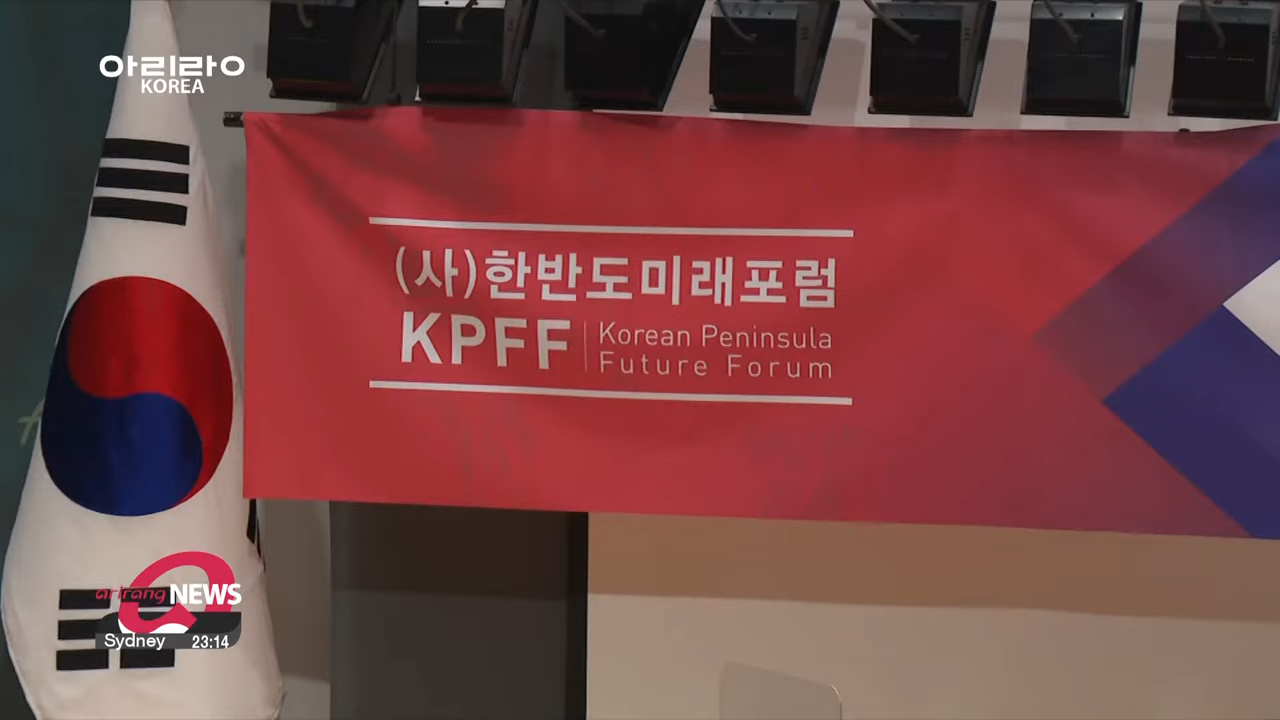 아리랑
KOREA
(사)한반도미래포럼
KPFF
Korean Peninsula
Future Forum
arirang NEWS
Sydney 23:14